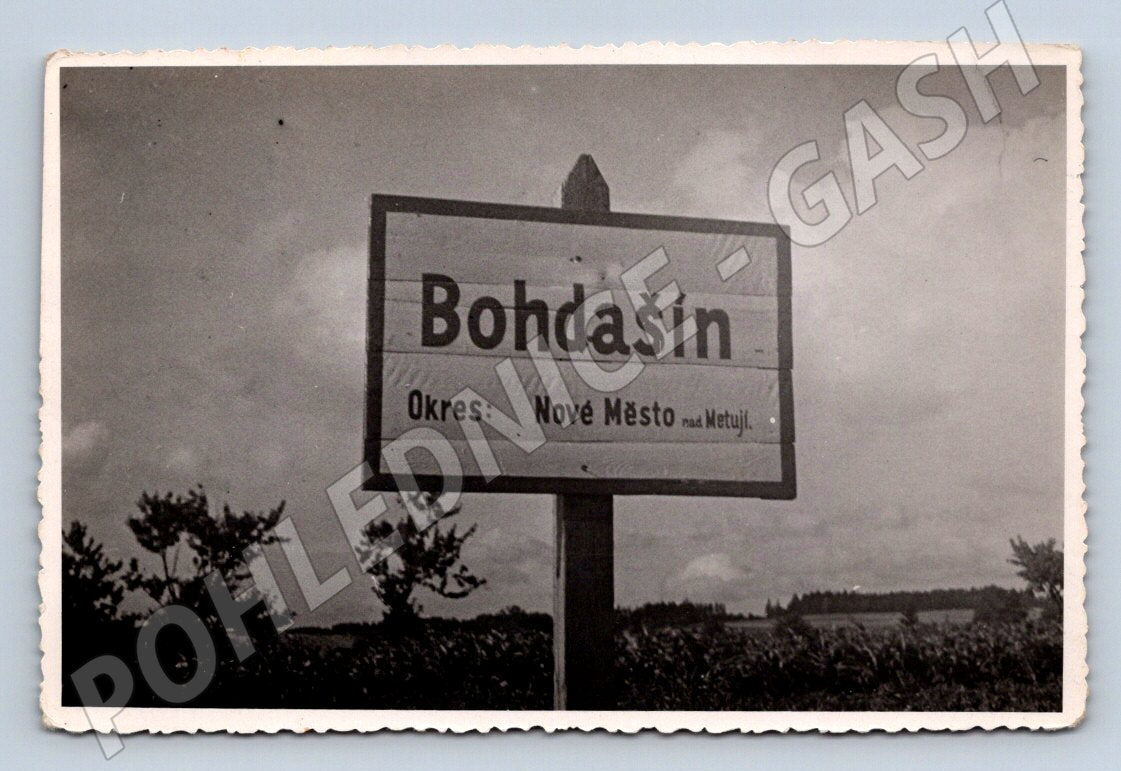 Bohdašín
Okres: Nové Město nad Metují.
POHLEDNICE - GASH